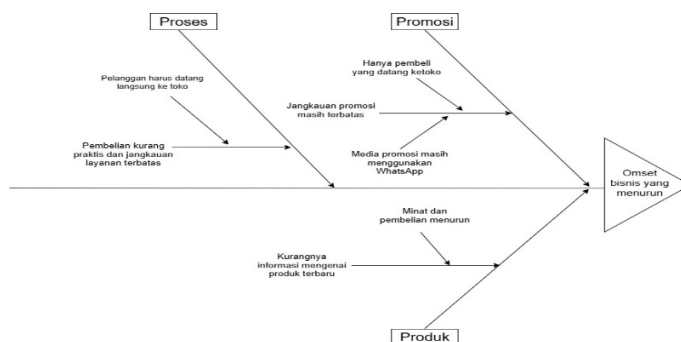 Proses
Promosi
Pelanggan harus datang
langsung ke toko
Pembelian kurang
praktis dan jangkauan
layanan terbatas
Hanya pembeli
yang datang ketoko
Jangkauan promosi
masih terbatas
Media promosi masih
menggunakan
WhatsApp
Omset
bisnis yang
menurun
Minat dan
pembelian menurun
Kurangnya
informasi mengenai
produk terbaru
Produk